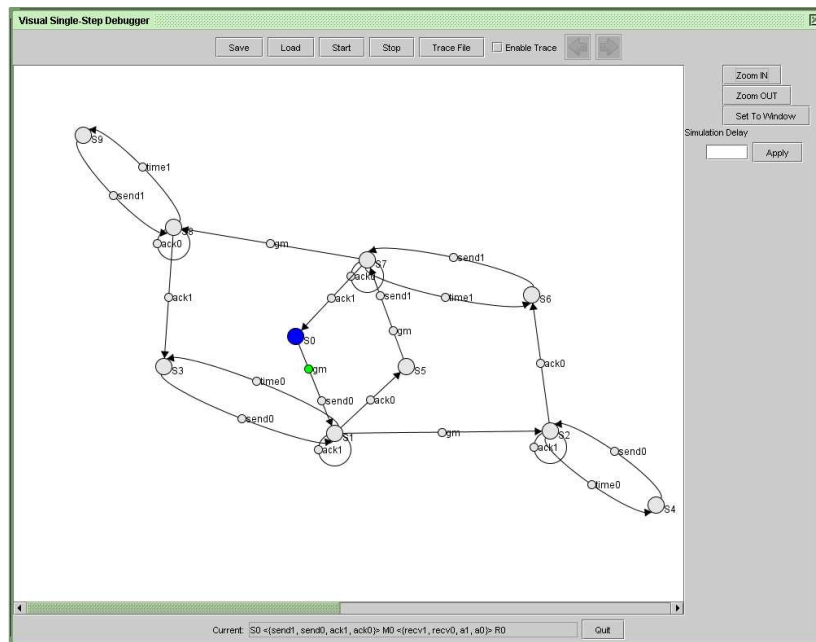 Visual Single-Step Debugger
Save Load Start Stop Trace File Enable Trace
Zoom IN
Zoom OUT
Set To Window
Simulation Delay
Apply
S9
time1
send1
S8
ack0
gm
S7
send1
ack0
ack1
send1
time1
S6
ack1
S0
gm
ack0
S3
gm
S5
time0
send0
ack0
send0
S1
gm
S2
ack1
ack1
send0
time0
S4
Current: S0 <{send1, send0, ack1, ack0}> M0 <{recv1, recv0, a1, a0}> R0 Quit